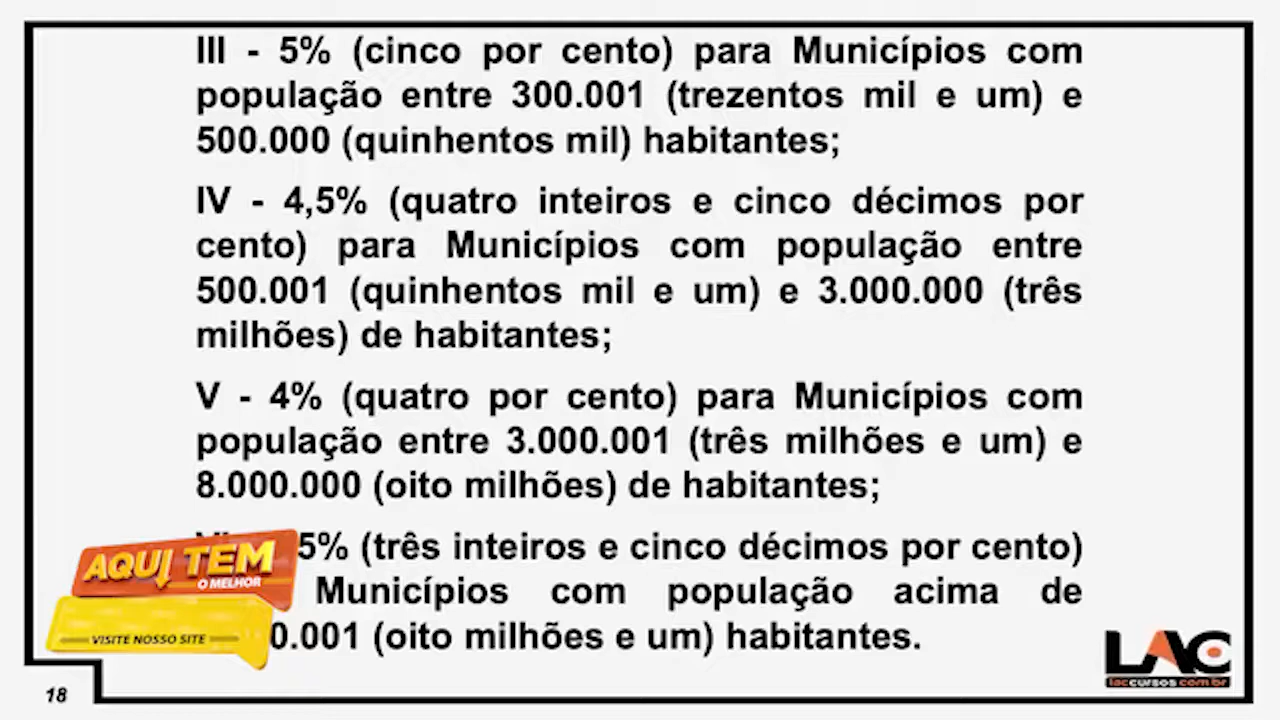 III - 5% (cinco por cento) para Municípios com
população entre 300.001 (trezentos mil e um) e
500.000 (quinhentos mil) habitantes;
IV - 4,5% (quatro inteiros e cinco décimos por
cento) para Municípios com população entre
500.001 (quinhentos mil e um) e 3.000.000 (três
milhões) de habitantes;
V - 4% (quatro por cento) para Municípios com
população entre 3.000.001 (três milhões e um) e
8.000.000 (oito milhões) de habitantes;
5% (três inteiros e cinco décimos por cento)
Municípios com população acima de
0.001 (oito milhões e um) habitantes.
AQUI TEM
O MELHOR
VISITE NOSSO SITE
LAC
laccursos.com.br
18